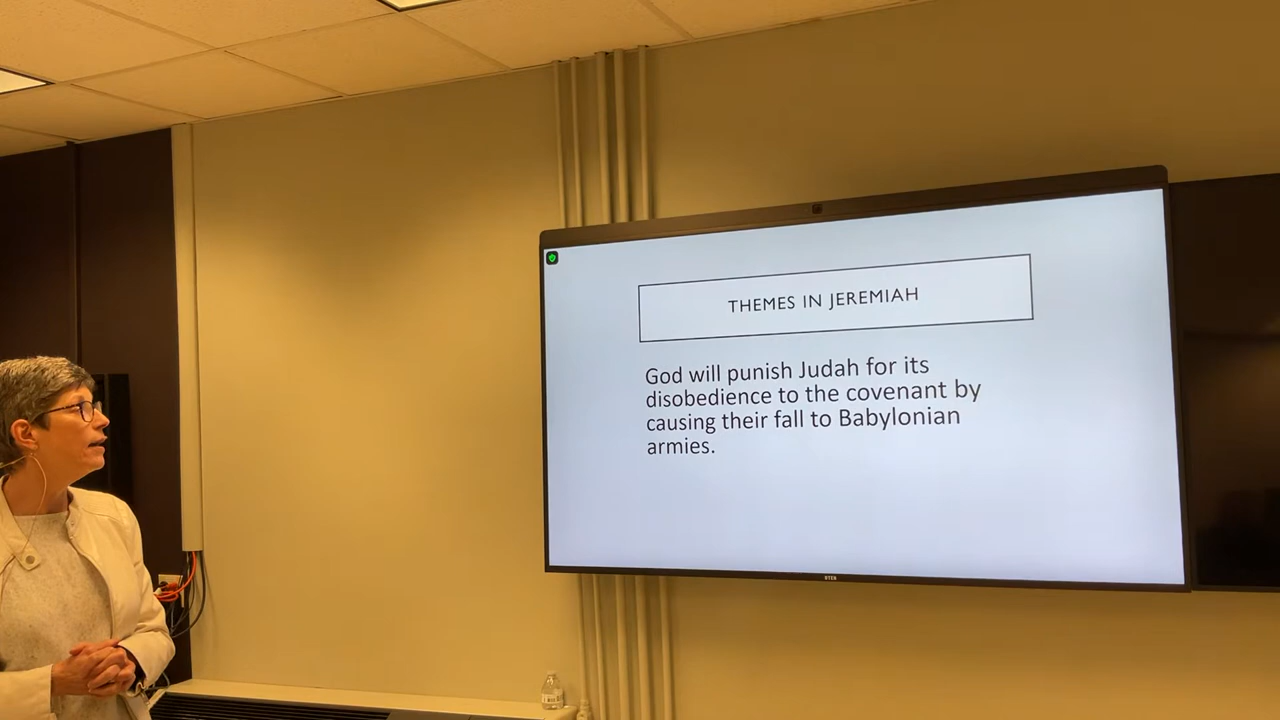 THEMES IN JEREMIAH
God will punish Judah for its
disobedience to the covenant by
causing their fall to Babylonian
armies.